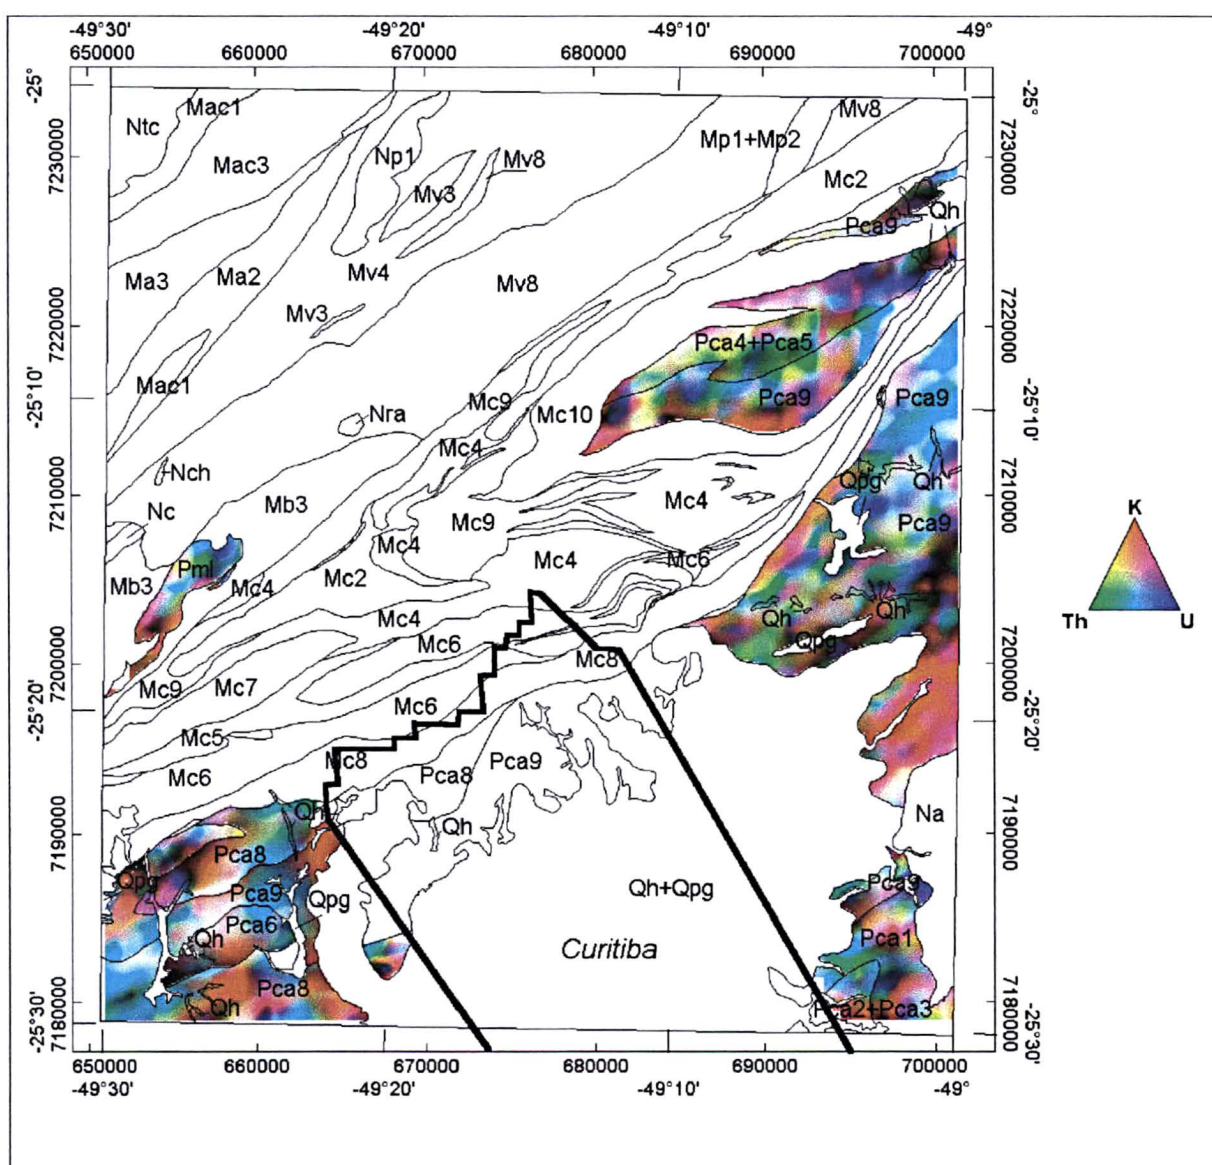 -49°30' -49°20' -49°10' -49°
650000 660000 670000 680000 690000 700000
-25° -25°
7230000 7230000
7220000 7220000
-25°10' -25°10'
7210000 7210000
7200000 7200000
-25°20' -25°20'
7190000 7190000
7180000 7180000
-25°30' -25°30'
Ntc Mac1 Mv8
Mac3 Np1 Mv8 Mp1+Mp2
Mv3 Mc2
Qh
Pca9
Ma3 Ma2 Mv4 Mv8
Mv3
Pca4+Pca5
Mac1 Mc9 Pca9 Pca9
Nra Mc10
Mc4
Nch Qpg Qh
Nc Mb3 Mc4
Mc9 Pca9
Mc4
Pml Mc4 Mc6
Mb3 Mc4 Mc2
Mc4 Qh Qh
Mc6 Qpg
Mc8
Mc9 Mc7
Mc6
Mc5
Mc6 Mc8 Pca8 Pca9
Qh Na
Qh
Pca8
Qpg Pca9 Qpg Qh+Qpg Pca9
Pca6
Qh Curitiba Pca1
Pca8
Qh Pca2+Pca3
K
Th U
650000 660000 670000 680000 690000 700000
-49°30' -49°20' -49°10' -49°